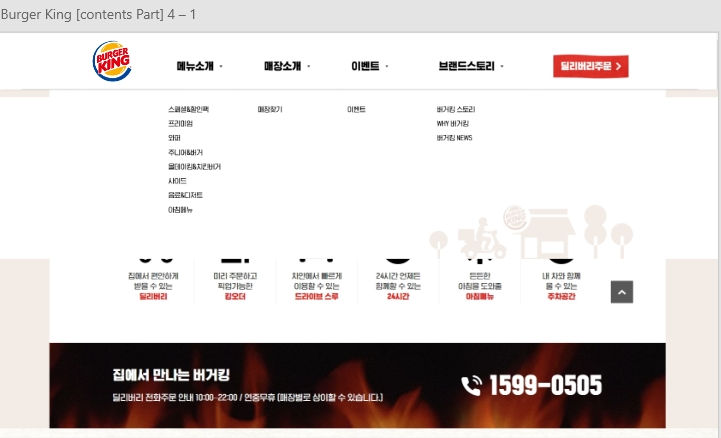 Burger King [contents Part] 4 – 1
BURGER KING
메뉴소개
매장소개
이벤트
브랜드스토리
딜리버리주문
스페셜&할인팩
프리미엄
와퍼
주니어&버거
올데이킹&치킨버거
사이드
음료&디저트
아침메뉴
매장찾기
이벤트
버거킹 스토리
WHY 버거킹
버거킹 NEWS
집에서 편안하게
받을 수 있는
딜리버리
미리 주문하고
픽업가능한
킹오더
차안에서 빠르게
이용할 수 있는
드라이브 스루
24시간 언제든
함께할 수 있는
24시간
든든한
아침을 도와줄
아침메뉴
내 차와 함께
올 수 있는
주차공간
집에서 만나는 버거킹
딜리버리 전화주문 안내 10:00~22:00 / 연중무휴 (매장별로 상이할 수 있습니다.)
1599-0505